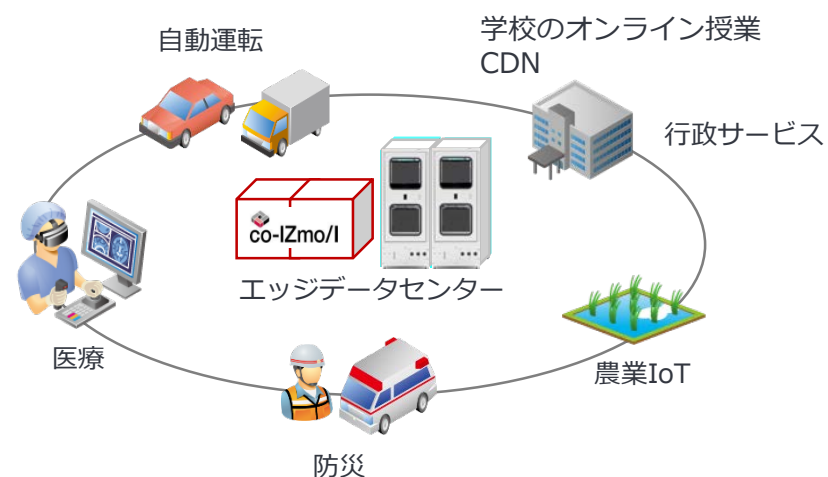 自動運転
学校のオンライン授業
CDN
行政サービス
co-IZmo/I
エッジデータセンター
医療
農業IoT
防災